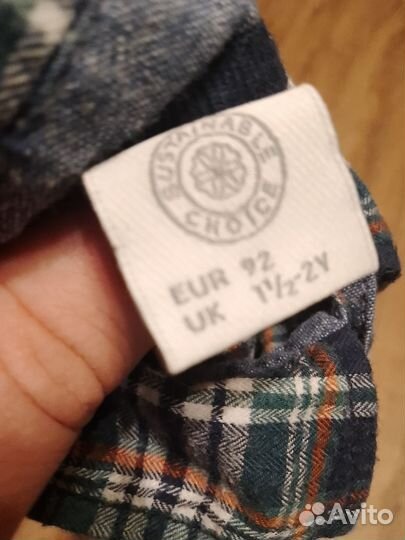 SUSTAINABLE
CHOICE
EUR 92
UK 1½-2Y
Avito